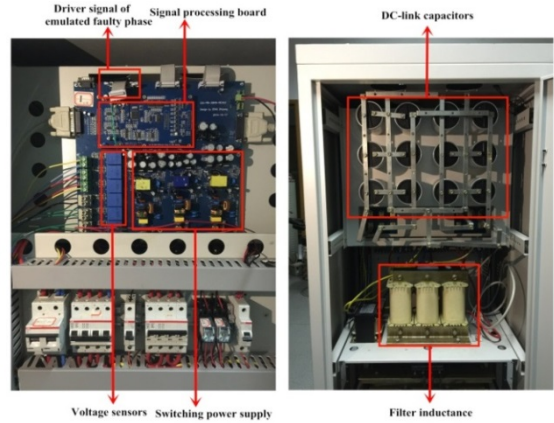 Driver signal of
emulated faulty phase
Signal processing board
DC-link capacitors
Voltage sensors
Switching power supply
Filter inductance